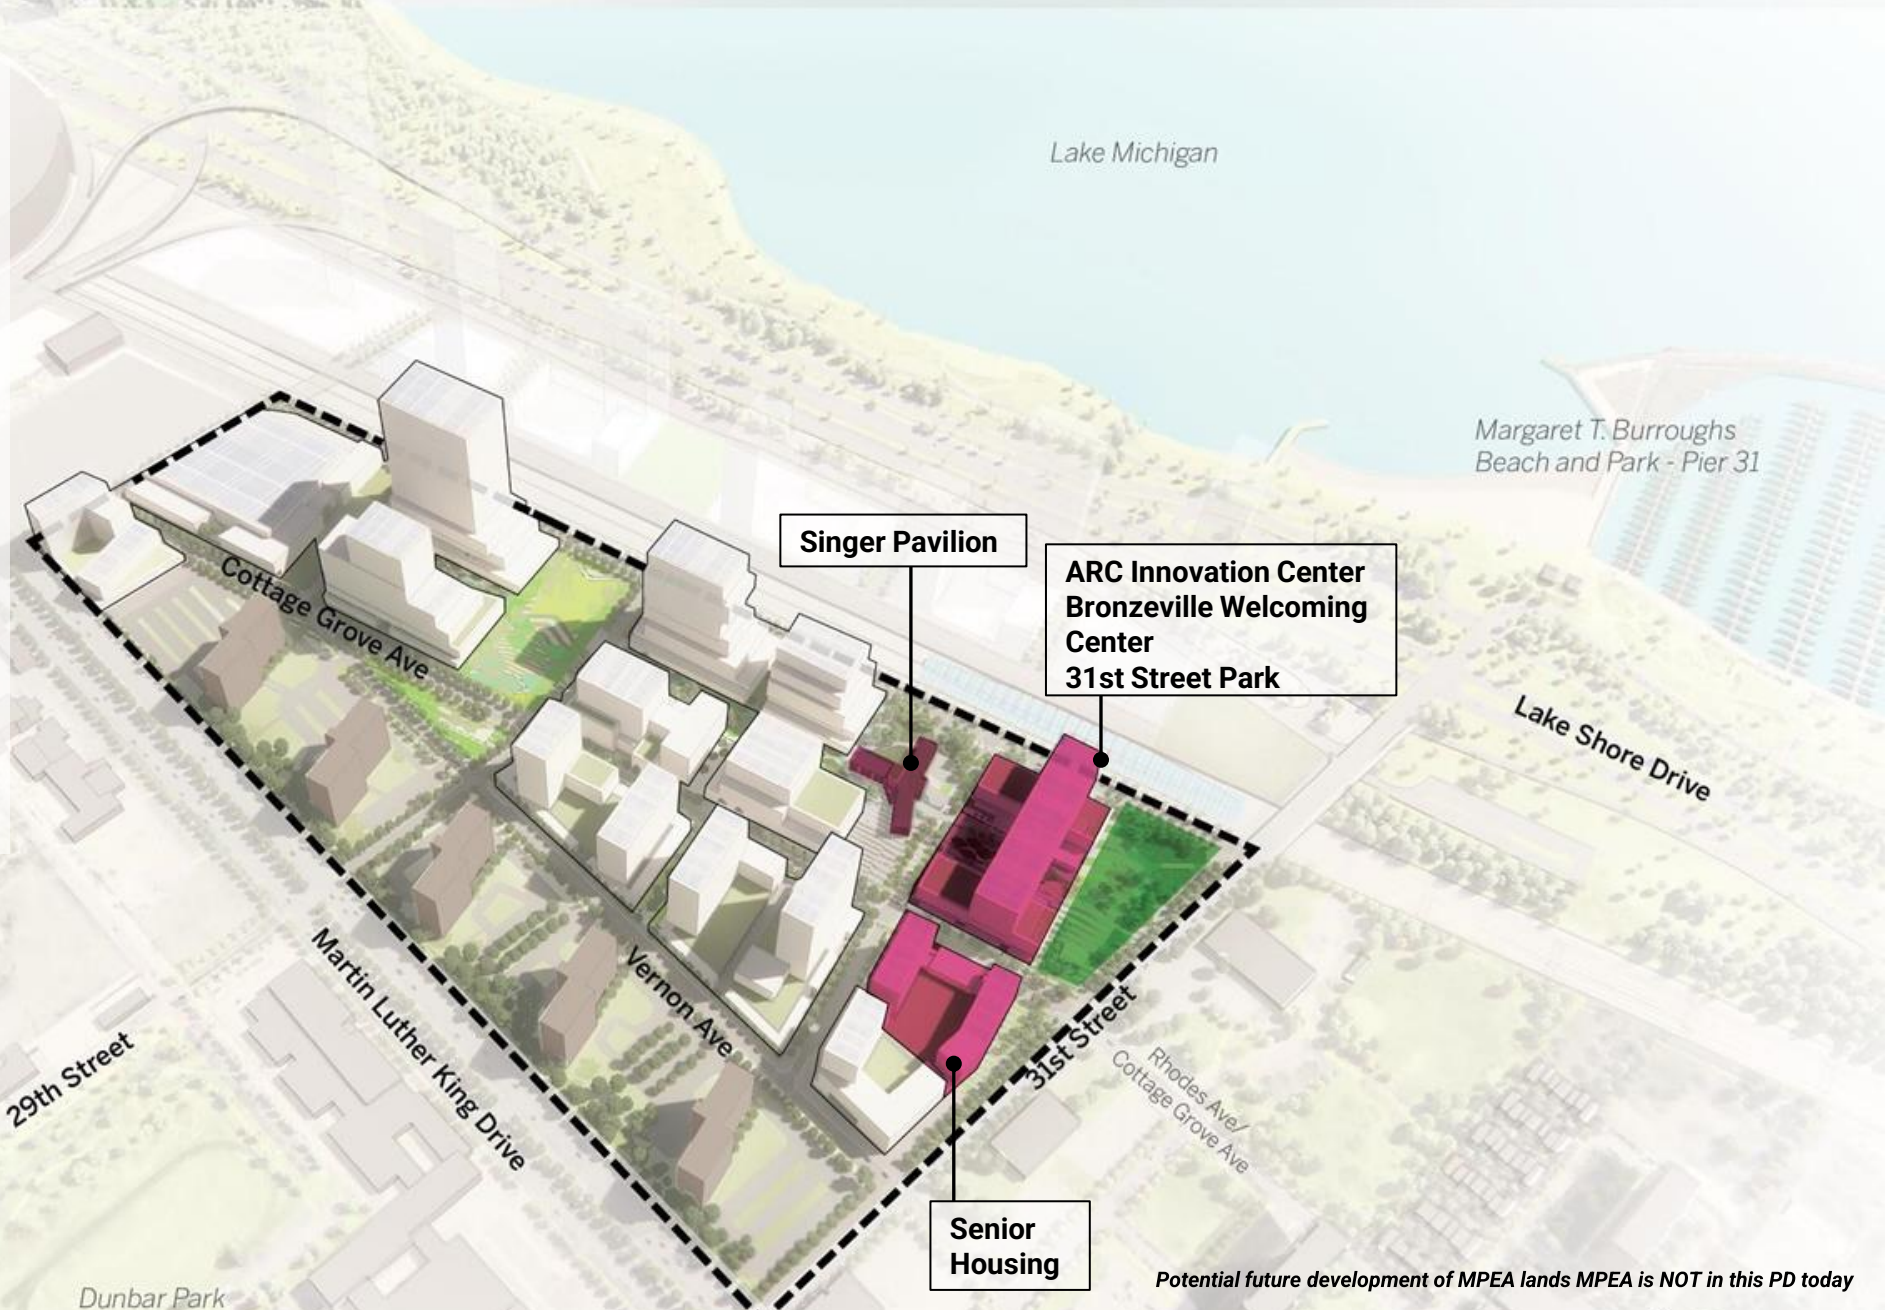 Lake Michigan
Margaret T. Burroughs
Beach and Park - Pier 31
Singer Pavilion
ARC Innovation Center
Bronzeville Welcoming
Center
31st Street Park
Cottage Grove Ave
Lake Shore Drive
Vernon Ave
Martin Luther King Drive
29th Street
31st Street
Rhodes Ave/
Cottage Grove Ave
Senior
Housing
Dunbar Park
Potential future development of MPEA lands MPEA is NOT in this PD today